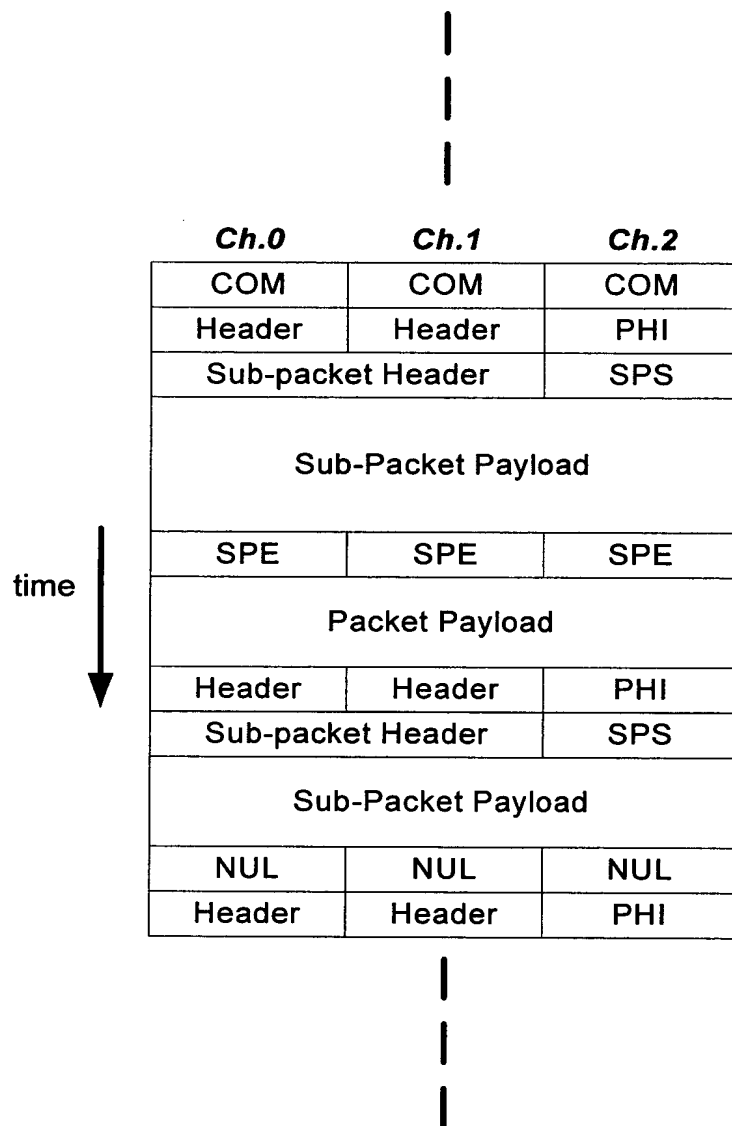 Ch.0 Ch.1 Ch.2
COM COM COM
Header Header PHI
Sub-packet Header SPS
Sub-Packet Payload
SPE SPE SPE
time
Packet Payload
Header Header PHI
Sub-packet Header SPS
Sub-Packet Payload
NUL NUL NUL
Header Header PHI